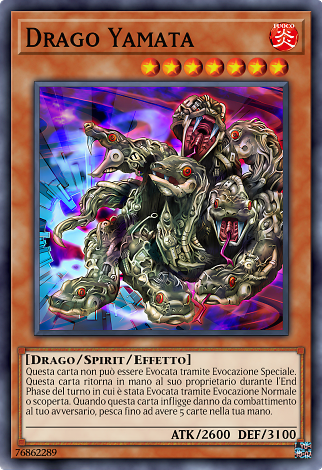 Drago Yamata
FUOCO
炎
[Drago/Spirit/Effetto]
Questa carta non può essere Evocata tramite Evocazione Speciale.
Questa carta ritorna in mano al suo proprietario durante l'End
Phase del turno in cui è stata Evocata tramite Evocazione Normale
o scoperta. Quando questa carta infligge danno da combattimento
al tuo avversario, pesca fino ad avere 5 carte nella tua mano.
ATK/2600 DEF/3100
76862289